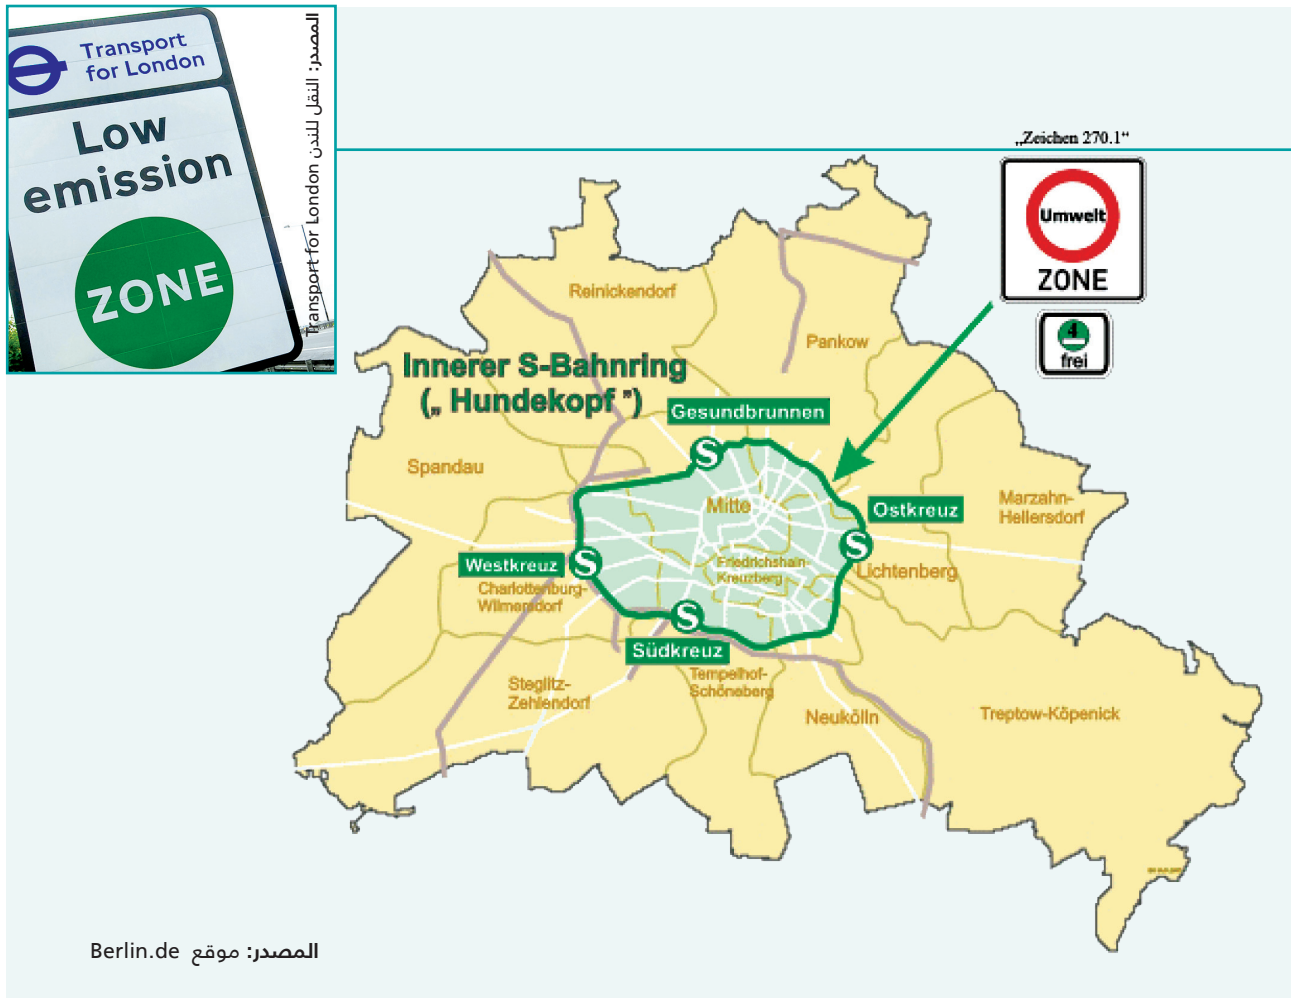 Transport
for London
Low
emission
ZONE
المصدر: النقل للندن Transport for London
„Zeichen 270.1“
Umwelt
ZONE
4
frei
Reinickendorf
Pankow
Innerer S-Bahnring
(„ Hundekopf ”)
Gesundbrunnen
S
Spandau
Mitte
Ostkreuz
S
Marzahn-
Hellersdorf
Westkreuz
S
Friedrichshain-
Kreuzberg
Lichtenberg
Charlottenburg-
Wilmersdorf
S
Südkreuz
Steglitz-
Zehlendorf
Tempelhof-
Schöneberg
Neukölln
Treptow-Köpenick
المصدر: موقع Berlin.de